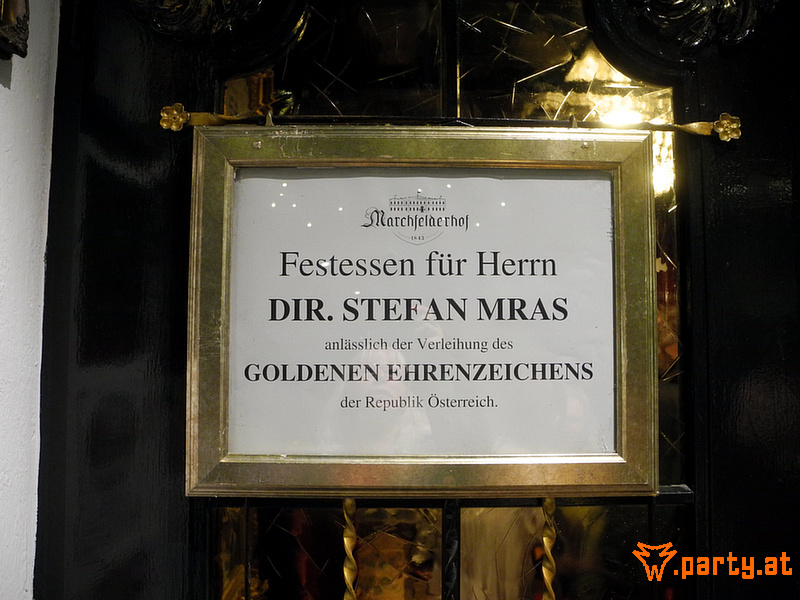 Marchfelderhof
1843
Festessen für Herrn
DIR. STEFAN MRAS
anlässlich der Verleihung des
GOLDENEN EHRENZEICHENS
der Republik Österreich.
w.party.at